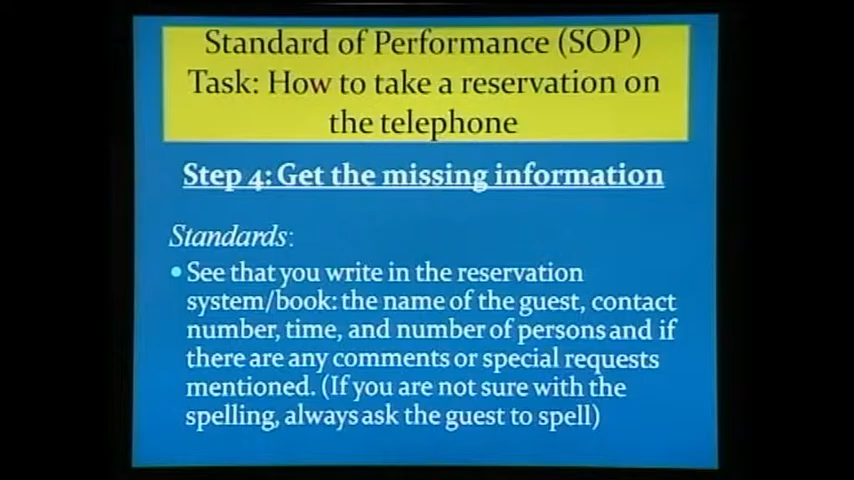 Standard of Performance (SOP)
Task: How to take a reservation on
the telephone
Step 4: Get the missing information
Standards:
• See that you write in the reservation
system/book: the name of the guest, contact
number, time, and number of persons and if
there are any comments or special requests
mentioned. (If you are not sure with the
spelling, always ask the guest to spell)